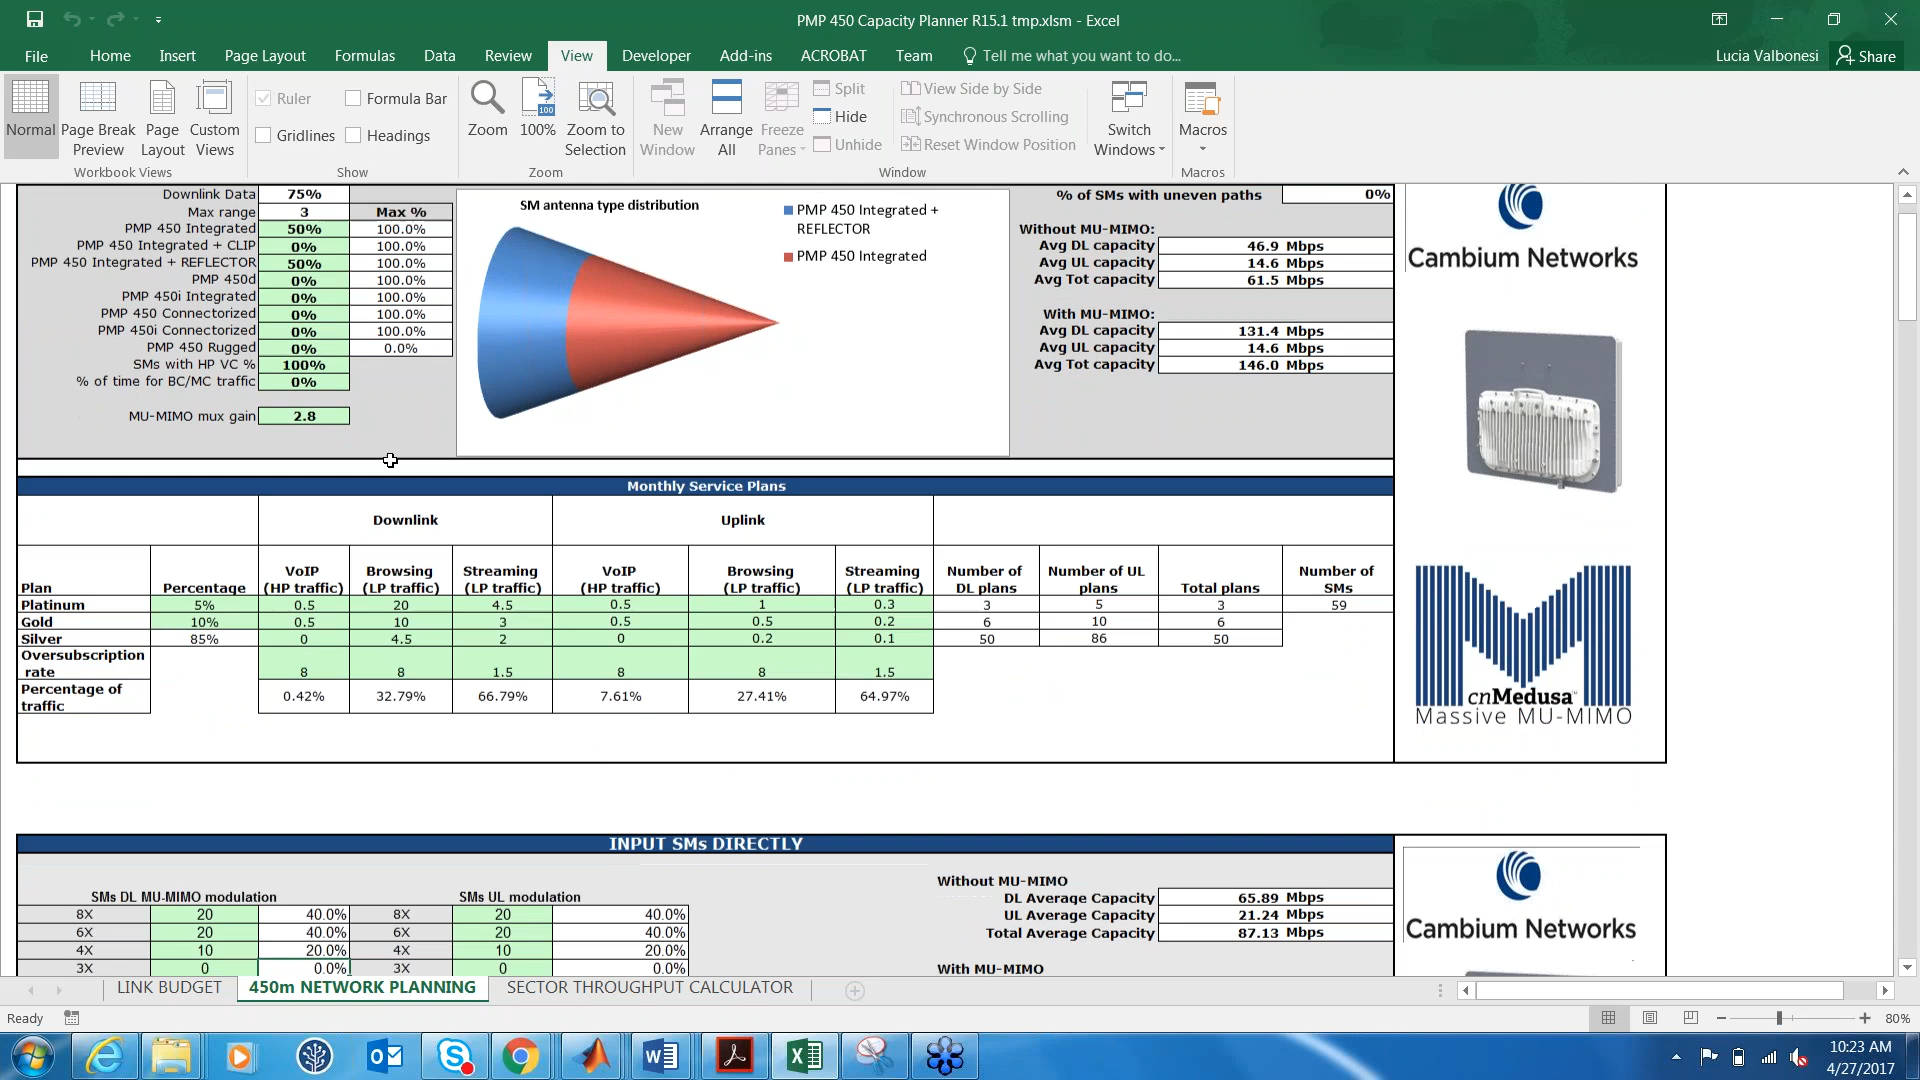 PMP 450 Capacity Planner R15.1 tmp.xlsm - Excel
File Home Insert Page Layout Formulas Data Review View Developer Add-ins ACROBAT Team Tell me what you want to do... Lucia Valbonesi Share
Normal Page Break Preview Page Layout Custom Views
Workbook Views
Ruler Formula Bar
Gridlines Headings
Show
Zoom 100% Zoom to Selection
100
Zoom
New Window Arrange All Freeze Panes
Split
Hide
Unhide
View Side by Side
Synchronous Scrolling
Reset Window Position
Window
Switch Windows
Macros
Macros
Downlink Data 75%
Max range 3 Max %
PMP 450 Integrated 50% 100.0%
PMP 450 Integrated + CLIP 0% 100.0%
PMP 450 Integrated + REFLECTOR 50% 100.0%
PMP 450d 0% 100.0%
PMP 450i Integrated 0% 100.0%
PMP 450 Connectorized 0% 100.0%
PMP 450i Connectorized 0% 100.0%
PMP 450 Rugged 0% 0.0%
SMs with HP VC % 100%
% of time for BC/MC traffic 0%
MU-MIMO mux gain 2.8
SM antenna type distribution
PMP 450 Integrated +
REFLECTOR
PMP 450 Integrated
% of SMs with uneven paths 0%
Without MU-MIMO:
Avg DL capacity 46.9 Mbps
Avg UL capacity 14.6 Mbps
Avg Tot capacity 61.5 Mbps
With MU-MIMO:
Avg DL capacity 131.4 Mbps
Avg UL capacity 14.6 Mbps
Avg Tot capacity 146.0 Mbps
Cambium Networks
Monthly Service Plans
Downlink Uplink
Plan Percentage VoIP (HP traffic) Browsing (LP traffic) Streaming (LP traffic) VoIP (HP traffic) Browsing (LP traffic) Streaming (LP traffic) Number of DL plans Number of UL plans Total plans Number of SMs
Platinum 5% 0.5 20 4.5 0.5 1 0.3 3 5 3 59
Gold 10% 0.5 10 3 0.5 0.5 0.2 6 10 6
Silver 85% 0 4.5 2 0 0.2 0.1 50 86 50
Oversubscription rate 8 8 1.5 8 8 1.5
Percentage of traffic 0.42% 32.79% 66.79% 7.61% 27.41% 64.97%
cnMedusa™
Massive MU-MIMO
INPUT SMs DIRECTLY
SMs DL MU-MIMO modulation SMs UL modulation
8X 20 40.0% 8X 20 40.0%
6X 20 40.0% 6X 20 40.0%
4X 10 20.0% 4X 10 20.0%
3X 0 0.0% 3X 0 0.0%
Without MU-MIMO
DL Average Capacity 65.89 Mbps
UL Average Capacity 21.24 Mbps
Total Average Capacity 87.13 Mbps
With MU-MIMO
Cambium Networks
LINK BUDGET 450m NETWORK PLANNING SECTOR THROUGHPUT CALCULATOR
Ready 80%
10:23 AM
4/27/2017